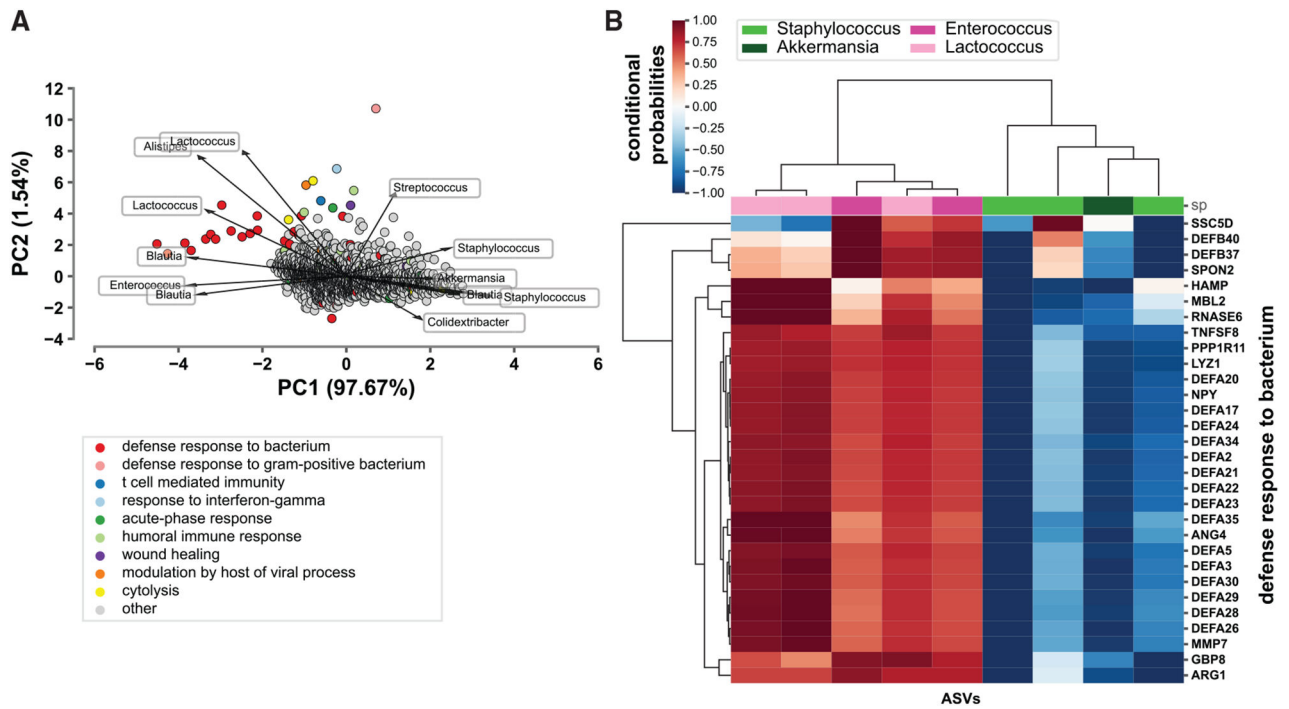 A
12
10
8
6
4
2
0
−2
−4
PC2 (1.54%)
Lactococcus
Alistipes
Streptococcus
Lactococcus
Staphylococcus
Blautia
Akkermansia
Enterococcus
Blautia
Blautia
Staphylococcus
Colidextribacter
−6 −4 −2 0 2 4 6
PC1 (97.67%)
defense response to bacterium
defense response to gram-positive bacterium
t cell mediated immunity
response to interferon-gamma
acute-phase response
humoral immune response
wound healing
modulation by host of viral process
cytolysis
other
B
conditional
probabilities
1.00
0.75
0.50
0.25
0.00
−0.25
−0.50
−0.75
−1.00
Staphylococcus Enterococcus
Akkermansia Lactococcus
sp
SSC5D
DEFB40
DEFB37
SPON2
HAMP
MBL2
RNASE6
TNFSF8
PPP1R11
LYZ1
DEFA20
NPY
DEFA17
DEFA24
DEFA34
DEFA2
DEFA21
DEFA22
DEFA23
DEFA35
ANG4
DEFA5
DEFA3
DEFA30
DEFA29
DEFA28
DEFA26
MMP7
GBP8
ARG1
defense response to bacterium
ASVs